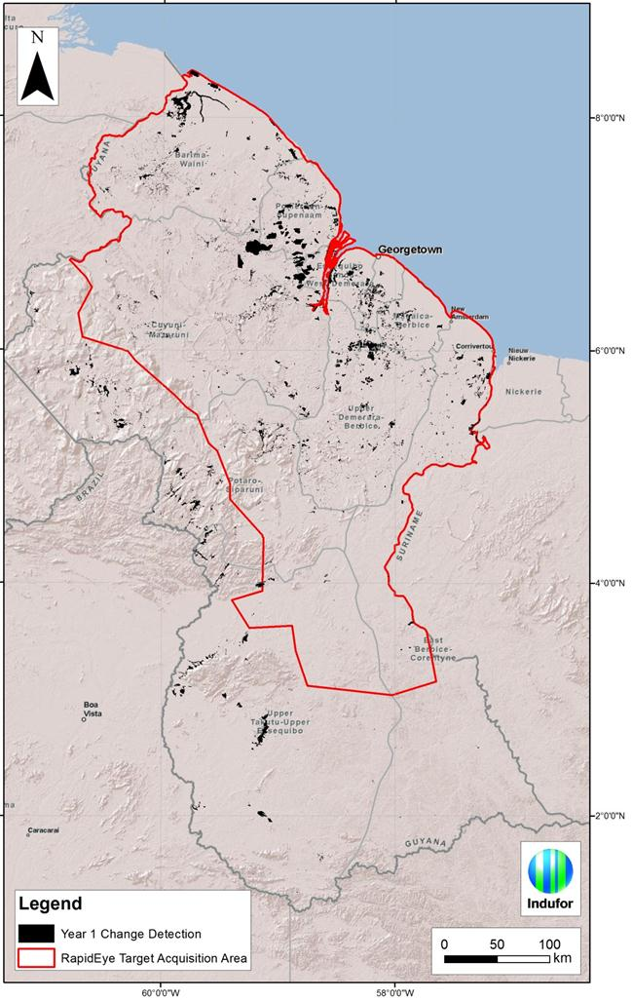 N
8°0'0"N
GUYANA
Barima-
Waini
Pomeroon-
Supenaam
Georgetown
Essequibo
West Demerara
New
Amsterdam
Mahaica-
Berbice
Cuyuni-
Mazaruni
Corriverton
6°0'0"N
Nieuw
Nickerie
Nickerie
Upper
Demerara-
Berbice
BRAZIL
Potaro-
Siparuni
SURINAME
4°0'0"N
East
Berbice-
Corentyne
Boa
Vista
Upper
Takutu-Upper
Essequibo
2°0'0"N
Caracarai
GUYANA
Indufor
Legend
Year 1 Change Detection
RapidEye Target Acquisition Area
0 50 100
km
60°0'0"W
58°0'0"W